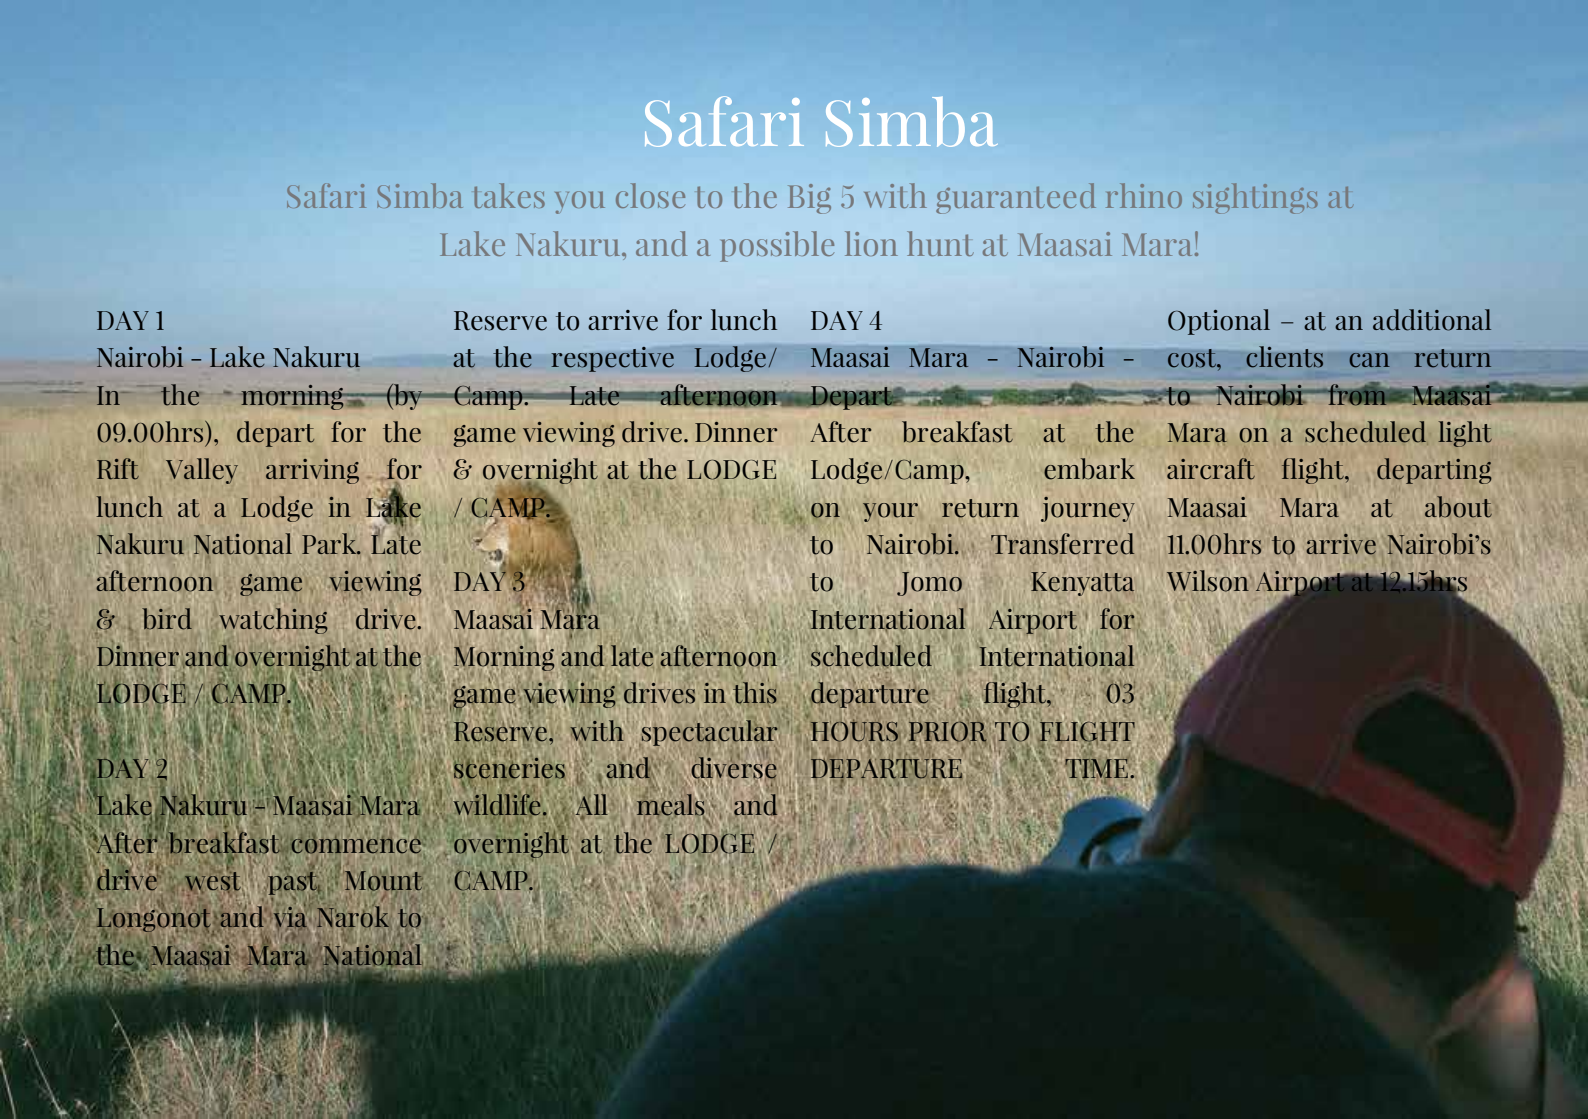 Safari Simba
Safari Simba takes you close to the Big 5 with guaranteed rhino sightings at
Lake Nakuru, and a possible lion hunt at Maasai Mara!
DAY 1
Nairobi - Lake Nakuru
In the morning (by
09.00hrs), depart for the
Rift Valley arriving for
lunch at a Lodge in Lake
Nakuru National Park. Late
afternoon game viewing
& bird watching drive.
Dinner and overnight at the
LODGE / CAMP.
DAY 2
Lake Nakuru - Maasai Mara
After breakfast commence
drive west past Mount
Longonot and via Narok to
the Maasai Mara National
Reserve to arrive for lunch
at the respective Lodge/
Camp. Late afternoon
game viewing drive. Dinner
& overnight at the LODGE
/ CAMP.
DAY 3
Maasai Mara
Morning and late afternoon
game viewing drives in this
Reserve, with spectacular
sceneries and diverse
wildlife. All meals and
overnight at the LODGE /
CAMP.
DAY 4
Maasai Mara - Nairobi -
Depart
After breakfast at the
Lodge/Camp, embark
on your return journey
to Nairobi. Transferred
to Jomo Kenyatta
International Airport for
scheduled International
departure flight, 03
HOURS PRIOR TO FLIGHT
DEPARTURE TIME.
Optional – at an additional
cost, clients can return
to Nairobi from Maasai
Mara on a scheduled light
aircraft flight, departing
Maasai Mara at about
11.00hrs to arrive Nairobi’s
Wilson Airport at 12.15hrs